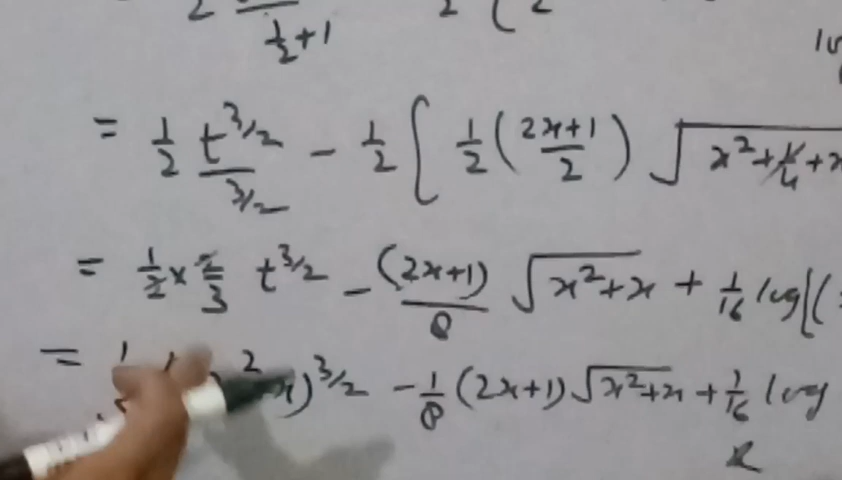 1/2+1 2 ( 2
= 1/2 t^3/2 / 3/2 - 1/2 [ 1/2 ( 2x+1 / 2 ) √x²+1/4+x
= 1/2 × 2/3 t^3/2 - (2x+1) / 8 √x²+x + 1/16 log|(
= x)^3/2 - 1/8 (2x+1) √x²+x + 1/16 log